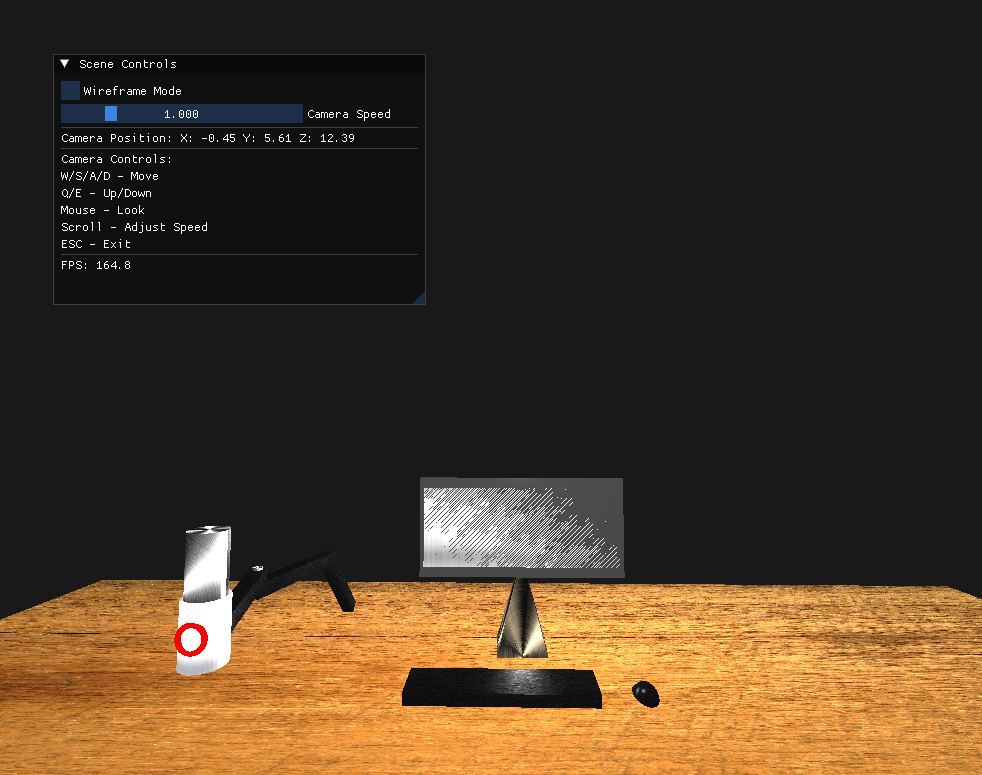 Scene Controls
Wireframe Mode
1.000 Camera Speed
Camera Position: X: -0.45 Y: 5.61 Z: 12.39
Camera Controls:
W/S/A/D - Move
Q/E - Up/Down
Mouse - Look
Scroll - Adjust Speed
ESC - Exit
FPS: 164.8